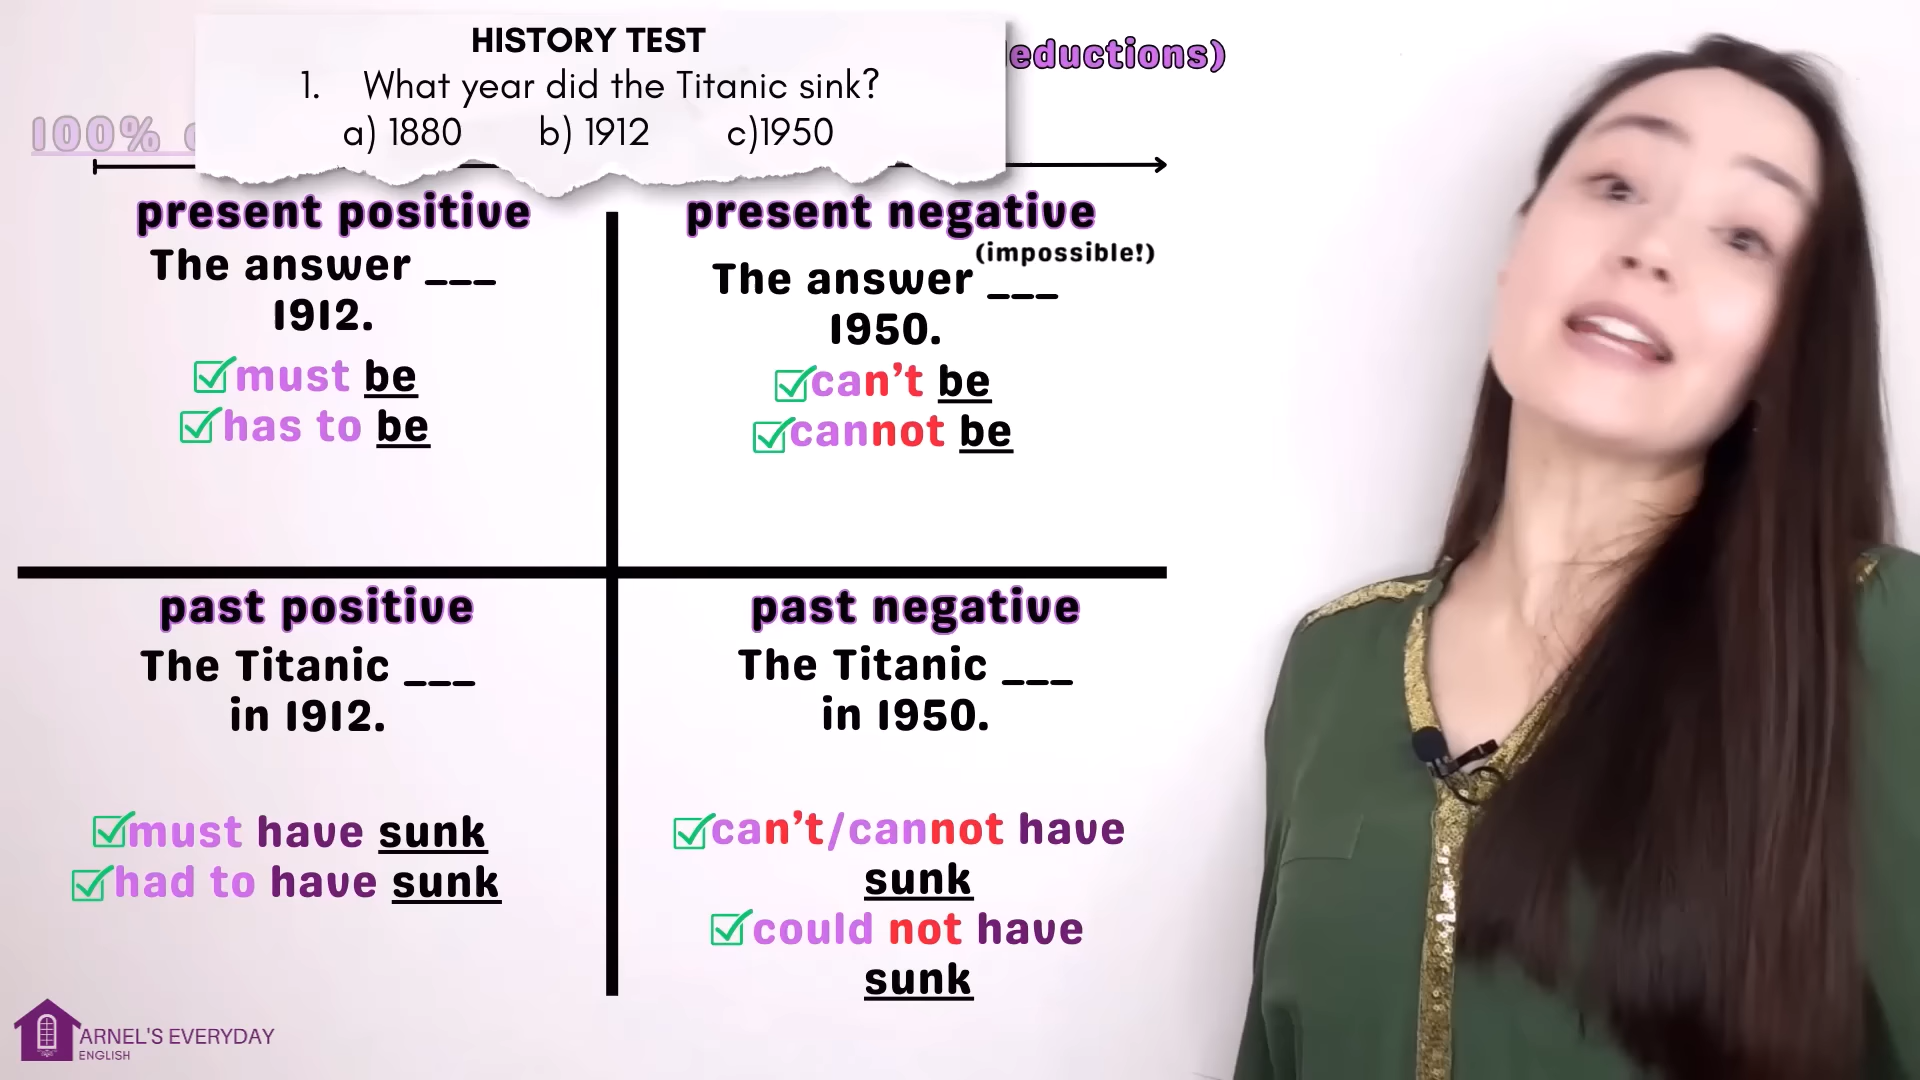 HISTORY TEST
1. What year did the Titanic sink?
a) 1880 b) 1912 c)1950
100%
present positive
The answer ___
1912.
must be
has to be
present negative
(impossible!)
The answer ___
1950.
can't be
cannot be
past positive
The Titanic ___
in 1912.
must have sunk
had to have sunk
past negative
The Titanic ___
in 1950.
can't/cannot have
sunk
could not have
sunk
ARNEL'S EVERYDAY
ENGLISH